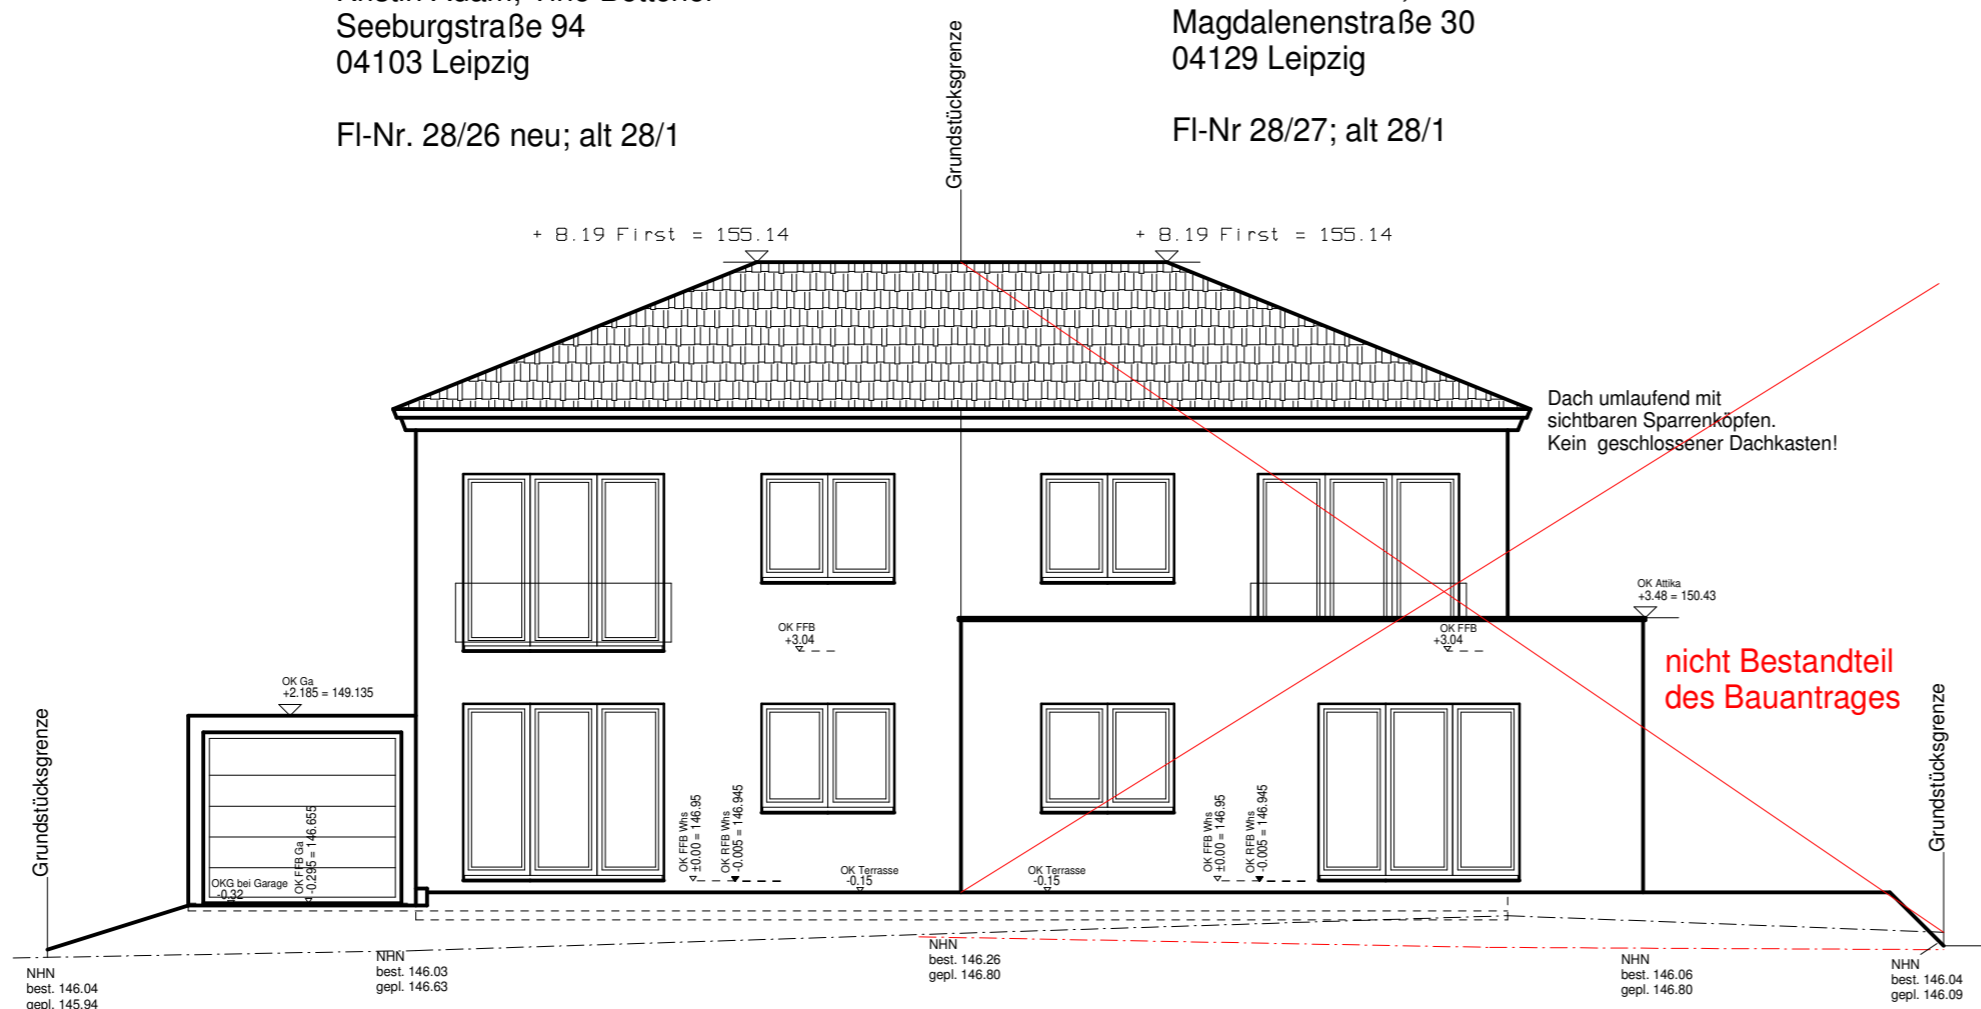 Seeburgstraße 94
04103 Leipzig
Fl-Nr. 28/26 neu; alt 28/1
Magdalenenstraße 30
04129 Leipzig
Fl-Nr 28/27; alt 28/1
Grundstücksgrenze
+ 8.19 First = 155.14
+ 8.19 First = 155.14
Dach umlaufend mit
sichtbaren Sparrenköpfen.
Kein geschlossener Dachkasten!
OK Attika
+3.48 = 150.43
OK FFB
+3.04
OK FFB
+3.04
nicht Bestandteil
des Bauantrages
OK Ga
+2.185 = 149.135
Grundstücksgrenze
Grundstücksgrenze
OK FFB Ga
-0.295 = 146.655
OKG bei Garage
-0.32
OK FFB Whs
±0.00 = 146.95
OK RFB Whs
-0.005 = 146.945
OK Terrasse
-0.15
OK Terrasse
-0.15
OK FFB Whs
±0.00 = 146.95
OK RFB Whs
-0.005 = 146.945
NHN
best. 146.04
gepl. 145.94
NHN
best. 146.03
gepl. 146.63
NHN
best. 146.26
gepl. 146.80
NHN
best. 146.06
gepl. 146.80
NHN
best. 146.04
gepl. 146.09